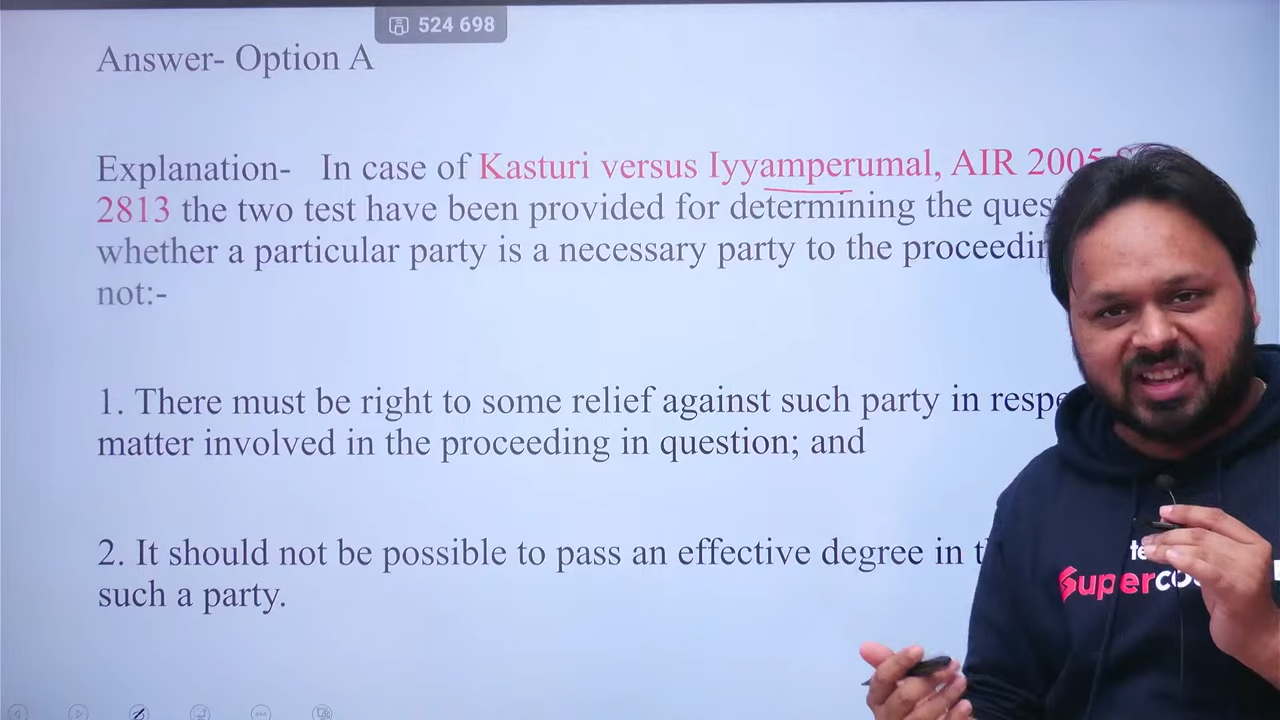 524 698
Answer- Option A
Explanation- In case of Kasturi versus Iyyamperumal, AIR 2005
2813 the two test have been provided for determining the ques
whether a particular party is a necessary party to the proceedin
not:-
1. There must be right to some relief against such party in respe
matter involved in the proceeding in question; and
2. It should not be possible to pass an effective degree in t
such a party.
te
Superco